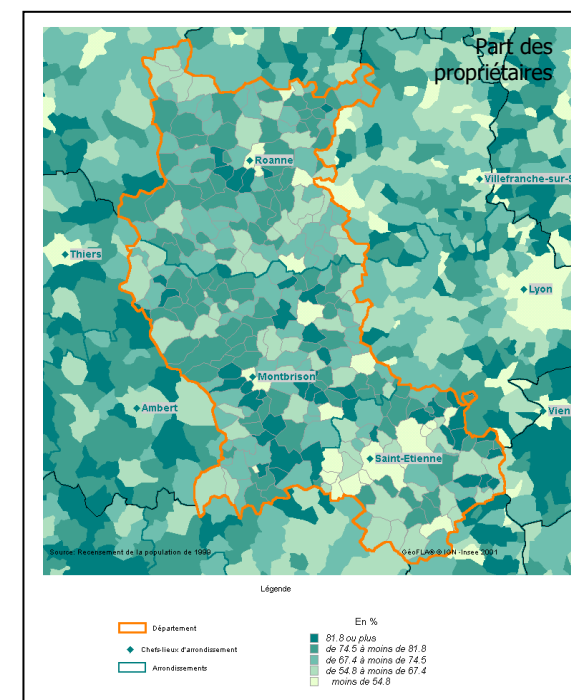 Part des
propriétaires
Roanne
Villefranche-sur-S
Thiers
Lyon
Montbrison
Ambert
Vien
Saint-Etienne
Source: Recensement de la population de 1999
GéoFLA® © IGN -Insee 2001
Légende
Département
Chefs-lieux d'arrondissement
Arrondissements
En %
81.8 ou plus
de 74.5 à moins de 81.8
de 67.4 à moins de 74.5
de 54.8 à moins de 67.4
moins de 54.8